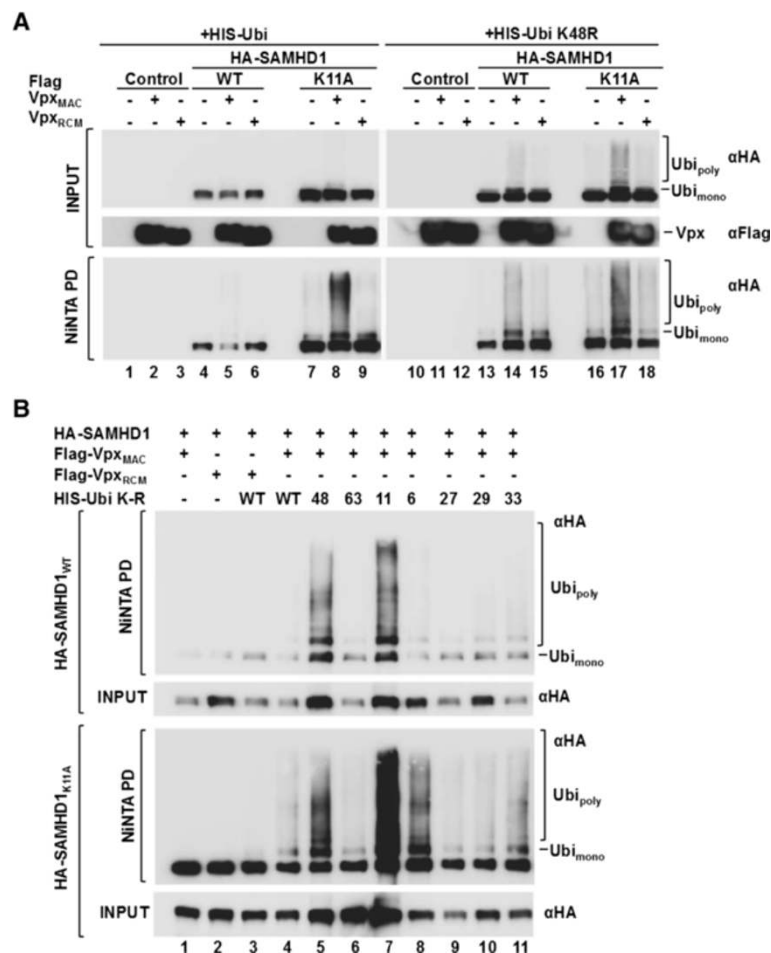 A
+HIS-Ubi +HIS-Ubi K48R
HA-SAMHD1 HA-SAMHD1
Flag Control WT K11A Control WT K11A
VpxMAC - + - - + - - + - - + - - + - - + -
VpxRCM - - + - - + - - + - - + - - + - - +
INPUT
Ubipoly αHA
Ubimono
Vpx αFlag
NiNTA PD
αHA
Ubipoly
Ubimono
1 2 3 4 5 6 7 8 9 10 11 12 13 14 15 16 17 18
B
HA-SAMHD1 + + + + + + + + + + +
Flag-VpxMAC + - - + + + + + + + +
Flag-VpxRCM - + + - - - - - - - -
HIS-Ubi K-R - - WT WT 48 63 11 6 27 29 33
HA-SAMHD1WT
NiNTA PD
αHA
Ubipoly
Ubimono
INPUT αHA
HA-SAMHD1K11A
NiNTA PD
αHA
Ubipoly
Ubimono
INPUT αHA
1 2 3 4 5 6 7 8 9 10 11